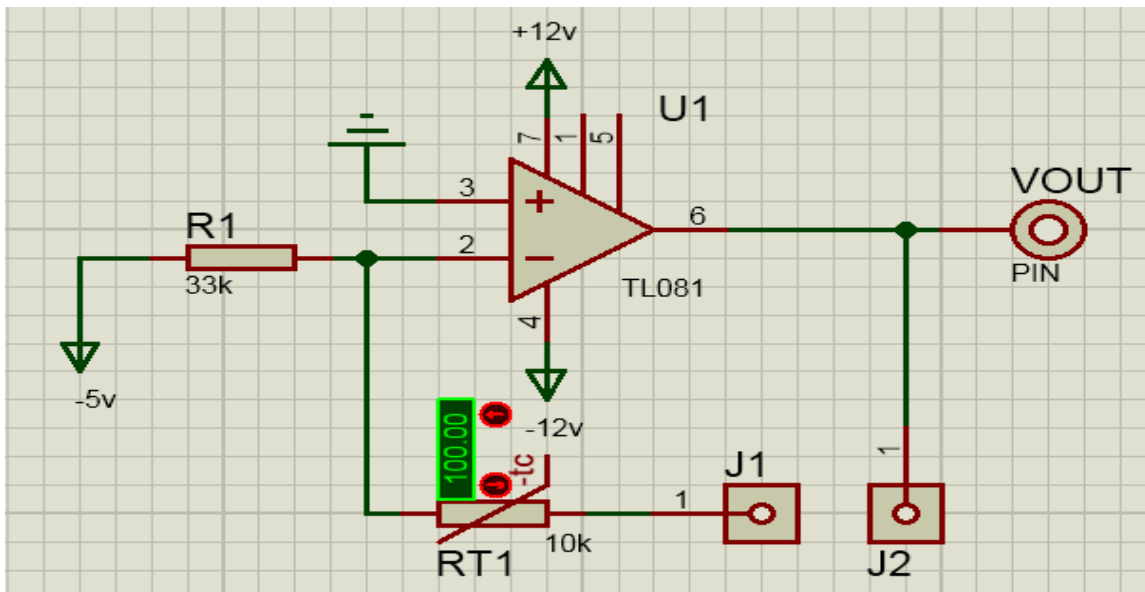 +12v
U1
7
1
5
3
+
R1
2
6
VOUT
33k
−
TL081
PIN
4
-5v
-12v
100.00
-tc
J1
1
1
10k
RT1
J2